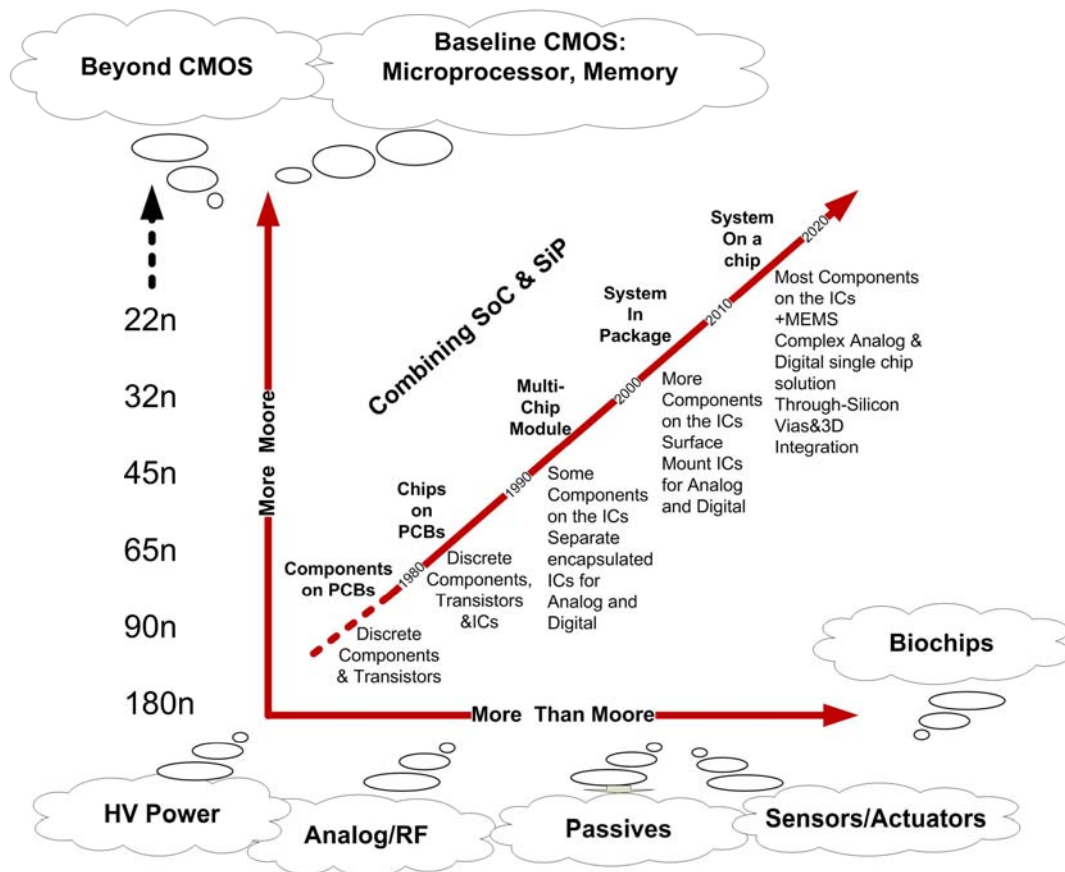 Beyond CMOS
Baseline CMOS:
Microprocessor, Memory
22n
32n
45n
65n
90n
180n
More Moore
Combining SoC & SiP
Components
on PCBs
Discrete
Components
& Transistors
1980
Chips
on
PCBs
Discrete
Components,
Transistors
&ICs
1990
Multi-
Chip
Module
Some
Components
on the ICs
Separate
encapsulated
ICs for
Analog and
Digital
2000
System
In
Package
More
Components
on the ICs
Surface
Mount ICs
for Analog
and Digital
2010
System
On a
chip
Most Components
on the ICs
+MEMS
Complex Analog &
Digital single chip
solution
Through-Silicon
Vias&3D
Integration
2020
More Than Moore
Biochips
HV Power
Analog/RF
Passives
Sensors/Actuators